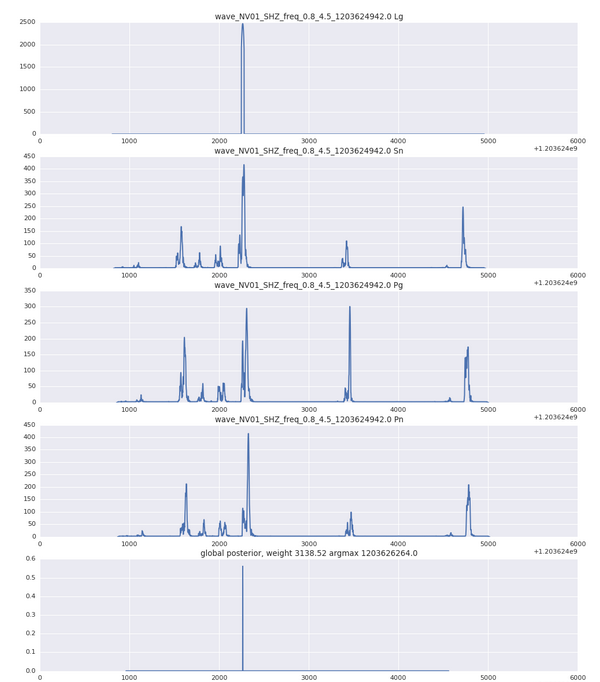 wave_NV01_SHZ_freq_0.8_4.5_1203624942.0 Lg
2500
2000
1500
1000
500
0
0 1000 2000 3000 4000 5000 6000
+1.203624e9
wave_NV01_SHZ_freq_0.8_4.5_1203624942.0 Sn
450
400
350
300
250
200
150
100
50
0
0 1000 2000 3000 4000 5000 6000
+1.203624e9
wave_NV01_SHZ_freq_0.8_4.5_1203624942.0 Pg
350
300
250
200
150
100
50
0
0 1000 2000 3000 4000 5000 6000
+1.203624e9
wave_NV01_SHZ_freq_0.8_4.5_1203624942.0 Pn
450
400
350
300
250
200
150
100
50
0
0 1000 2000 3000 4000 5000 6000
+1.203624e9
global posterior, weight 3138.52 argmax 1203626264.0
0.6
0.5
0.4
0.3
0.2
0.1
0.0
0 1000 2000 3000 4000 5000 6000